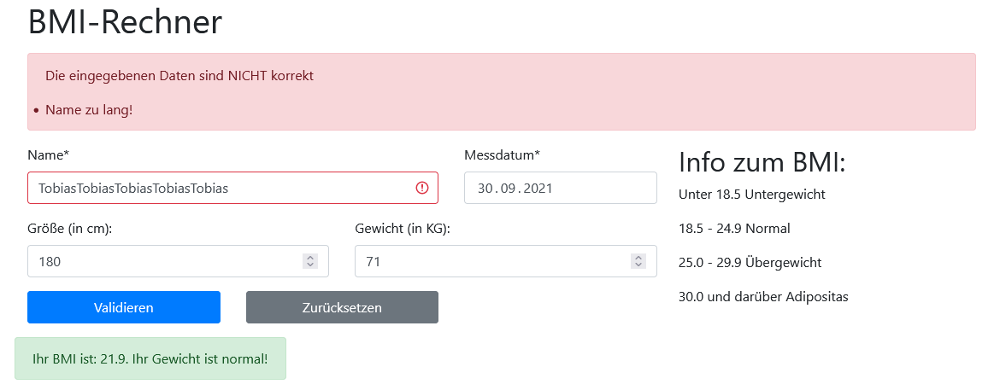 BMI-Rechner
Die eingegebenen Daten sind NICHT korrekt
• Name zu lang!
Name*
Messdatum*
TobiasTobiasTobiasTobiasTobias
30.09.2021
Größe (in cm):
Gewicht (in KG):
180
71
Validieren
Zurücksetzen
Ihr BMI ist: 21.9. Ihr Gewicht ist normal!
Info zum BMI:
Unter 18.5 Untergewicht
18.5 - 24.9 Normal
25.0 - 29.9 Übergewicht
30.0 und darüber Adipositas